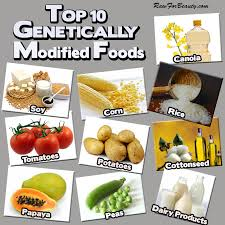 RawForBeauty.com
Top 10
Genetically
Modified Foods
Canola
Soy
Corn
Rice
Tomatoes
Potatoes
Cottonseed
Papaya
Peas
Dairy Products